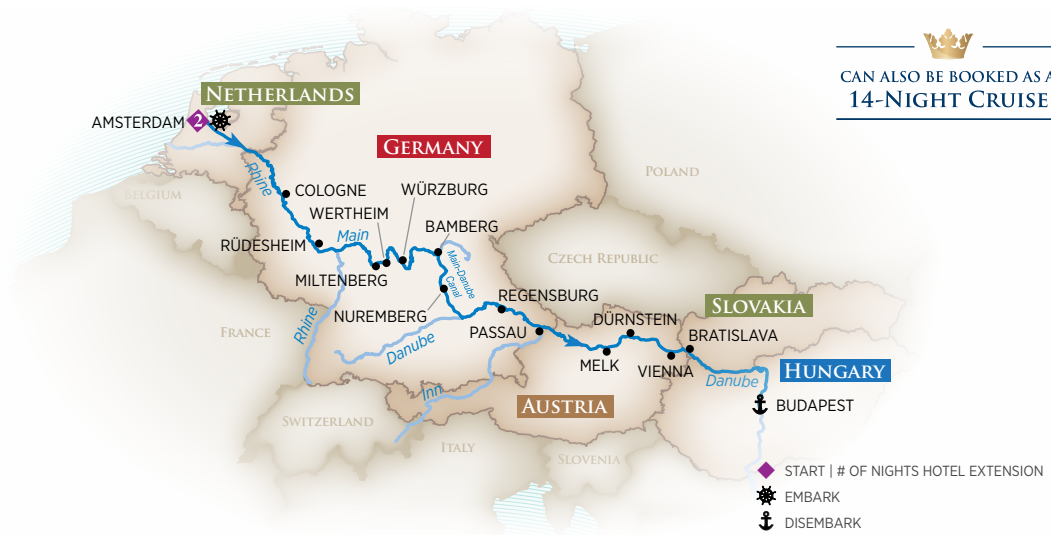 CAN ALSO BE BOOKED AS A
14-NIGHT CRUISE
NETHERLANDS
AMSTERDAM
2
GERMANY
POLAND
BELGIUM
Rhine
COLOGNE
WÜRZBURG
WERTHEIM
BAMBERG
RÜDESHEIM
Main
MILTENBERG
Main-Danube
Canal
CZECH REPUBLIC
REGENSBURG
SLOVAKIA
NUREMBERG
FRANCE
Rhine
Danube
PASSAU
DÜRNSTEIN
BRATISLAVA
MELK
VIENNA
Danube
HUNGARY
Inn
AUSTRIA
BUDAPEST
SWITZERLAND
ITALY
SLOVENIA
START | # OF NIGHTS HOTEL EXTENSION
EMBARK
DISEMBARK